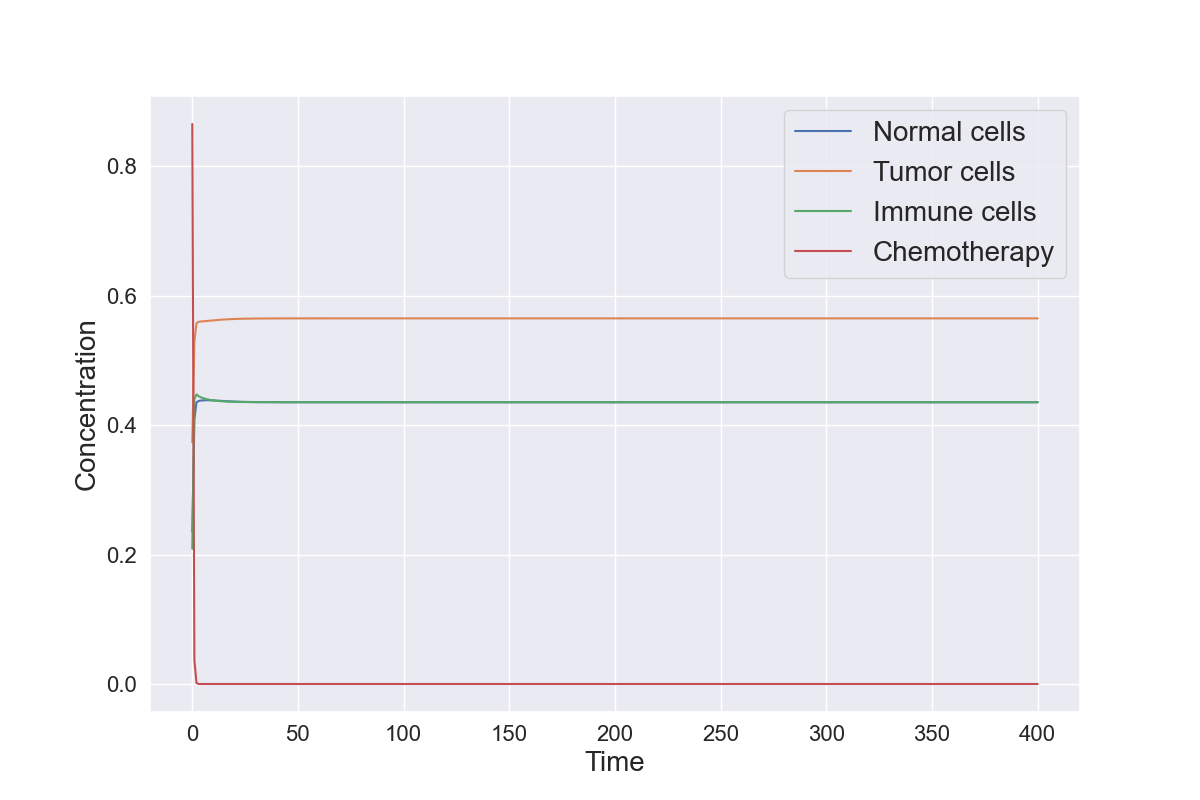 Normal cells
Tumor cells
Immune cells
Chemotherapy
0.8
0.6
0.4
0.2
0.0
Concentration
0 50 100 150 200 250 300 350 400
Time